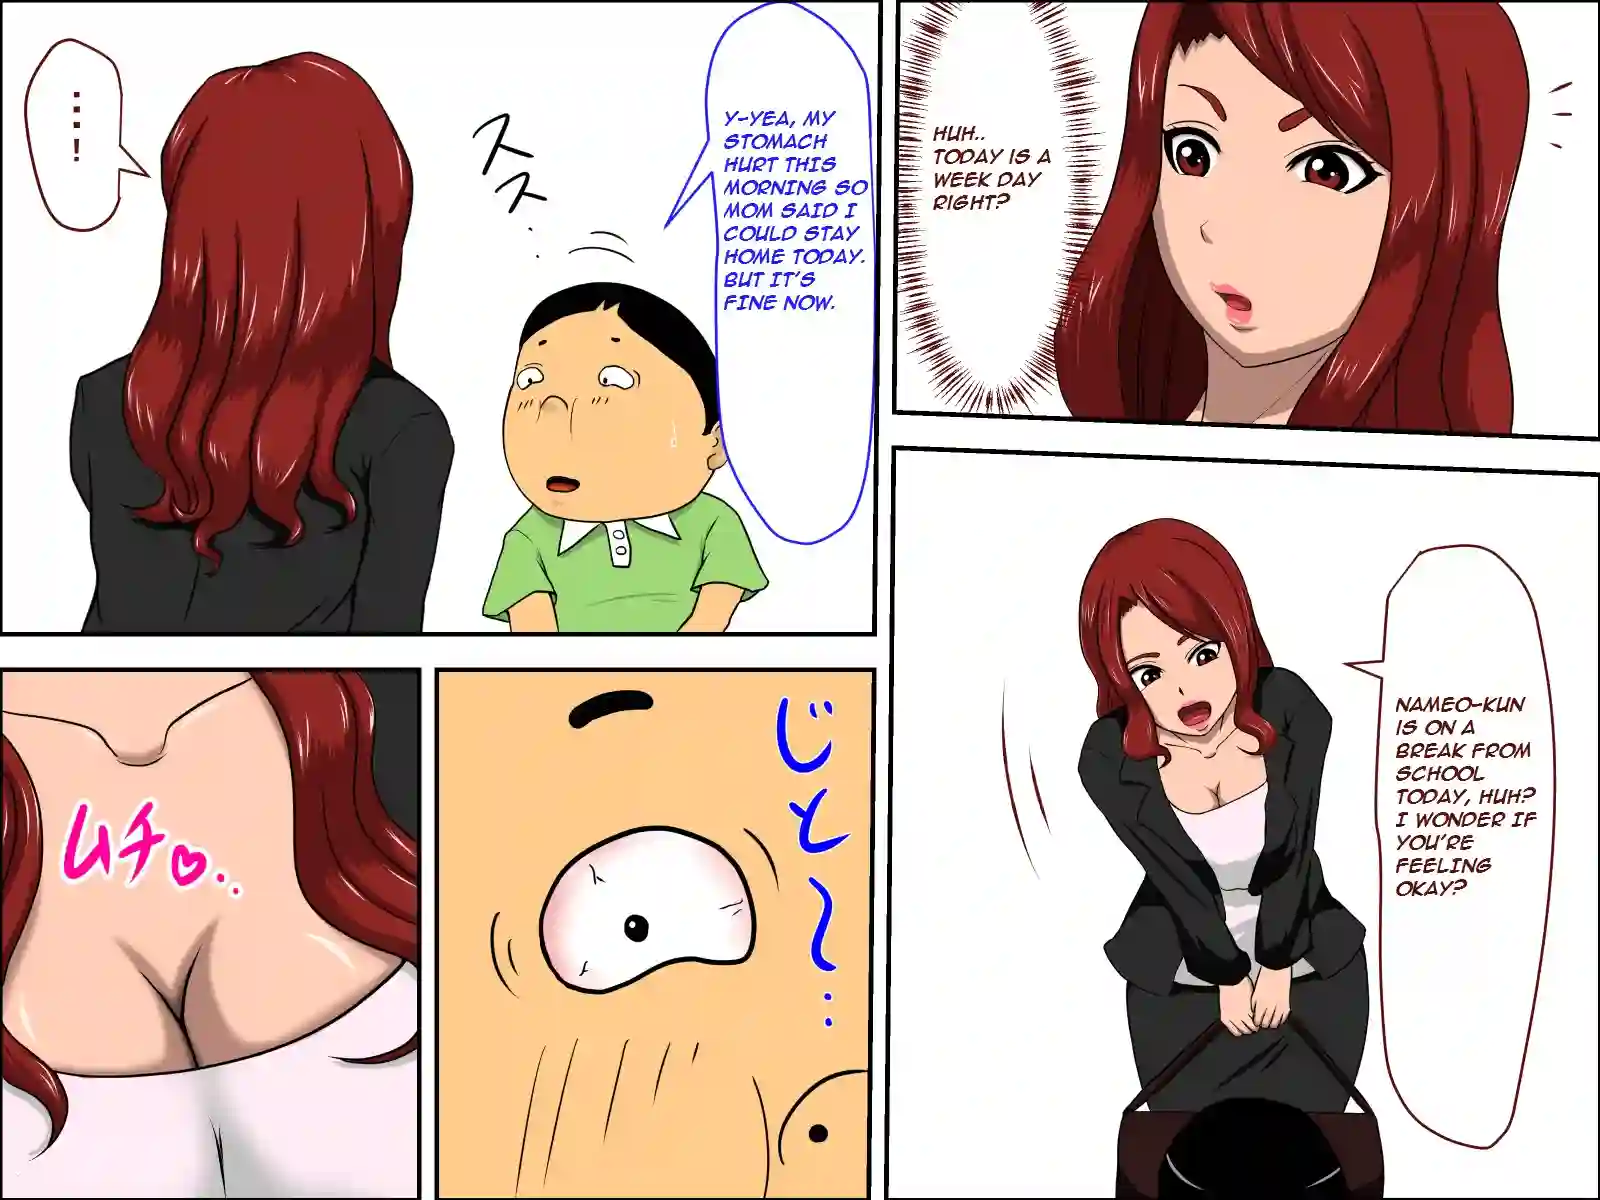 HUH..
TODAY IS A
WEEK DAY
RIGHT?
NAMEO-KUN
IS ON A
BREAK FROM
SCHOOL
TODAY, HUH?
I WONDER IF
YOU'RE
FEELING
OKAY?
Y-YEA, MY
STOMACH
HURT THIS
MORNING SO
MOM SAID I
COULD STAY
HOME TODAY.
BUT IT'S
FINE NOW.
スス..
....!
じと〜..
ムチ♡..